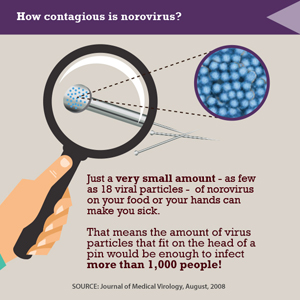 How contagious is norovirus?
Just a very small amount - as few
as 18 viral particles - of norovirus
on your food or your hands can
make you sick.
That means the amount of virus
particles that fit on the head of a
pin would be enough to infect
more than 1,000 people!
SOURCE: Journal of Medical Virology, August, 2008